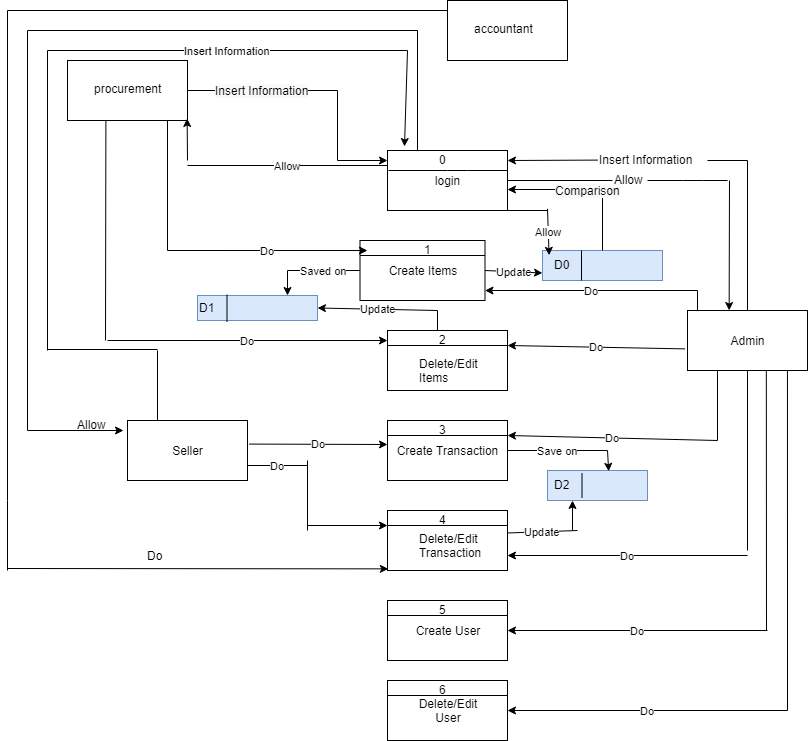 accountant
Insert Information
procurement
Insert Information
0
Insert Information
Allow
login
Allow
Comparison
Allow
1
Do
D0
Create Items
Saved on
Update
Do
D1
Update
2
Do
Do
Admin
Delete/Edit
Items
Allow
3
Do
Do
Seller
Create Transaction
Save on
Do
D2
4
Update
Delete/Edit
Transaction
Do
Do
5
Create User
Do
6
Delete/Edit
User
Do